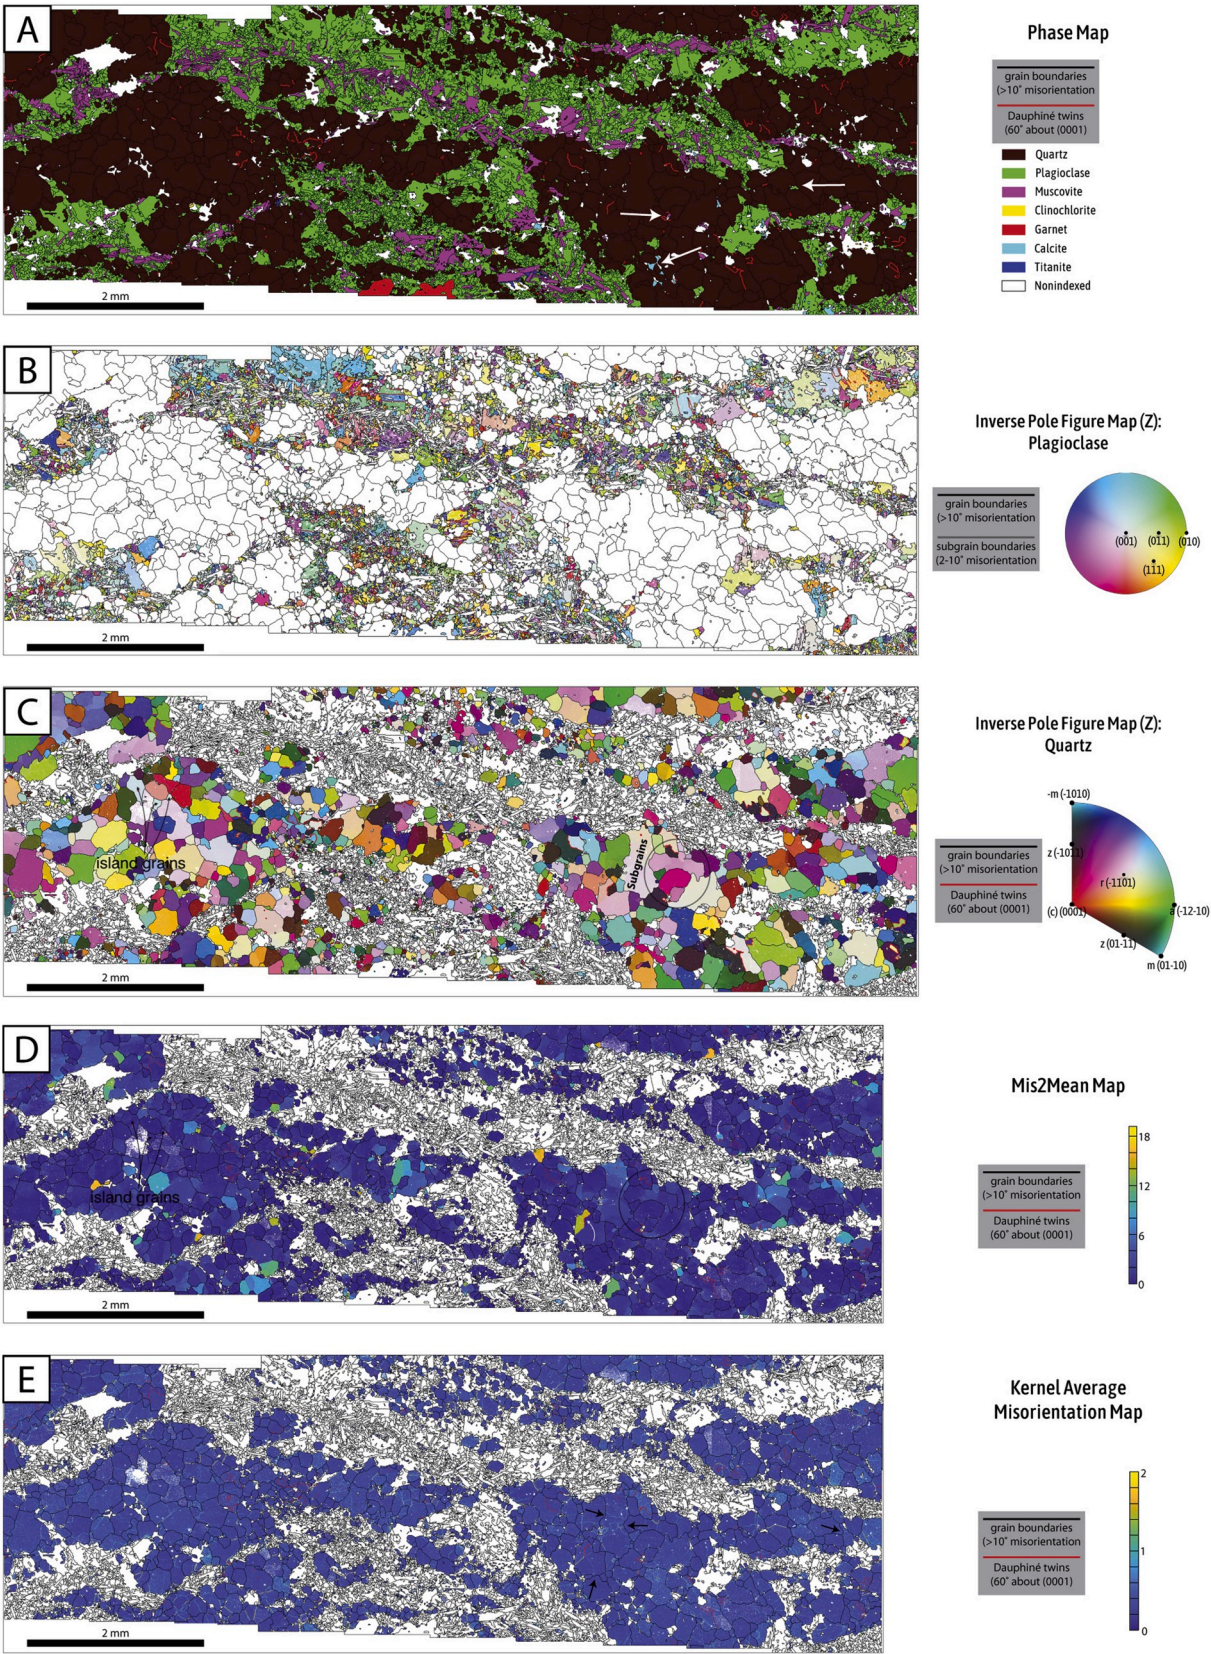 A
2 mm
Phase Map
grain boundaries
(>10° misorientation
Dauphiné twins
(60° about (0001)
Quartz
Plagioclase
Muscovite
Clinochlorite
Garnet
Calcite
Titanite
Nonindexed
B
2 mm
Inverse Pole Figure Map (Z):
Plagioclase
grain boundaries
(>10° misorientation
subgrain boundaries
(2-10° misorientation
(001)
(011)
(010)
(111)
C
island grains
Subgrains
2 mm
Inverse Pole Figure Map (Z):
Quartz
grain boundaries
(>10° misorientation
Dauphiné twins
(60° about (0001)
-m (-1010)
z (-1011)
r (-1101)
(c) (0001)
a (-12-10)
z (01-11)
m (01-10)
D
island grains
2 mm
Mis2Mean Map
grain boundaries
(>10° misorientation
Dauphiné twins
(60° about (0001)
18
12
6
0
E
2 mm
Kernel Average
Misorientation Map
grain boundaries
(>10° misorientation
Dauphiné twins
(60° about (0001)
2
1
0